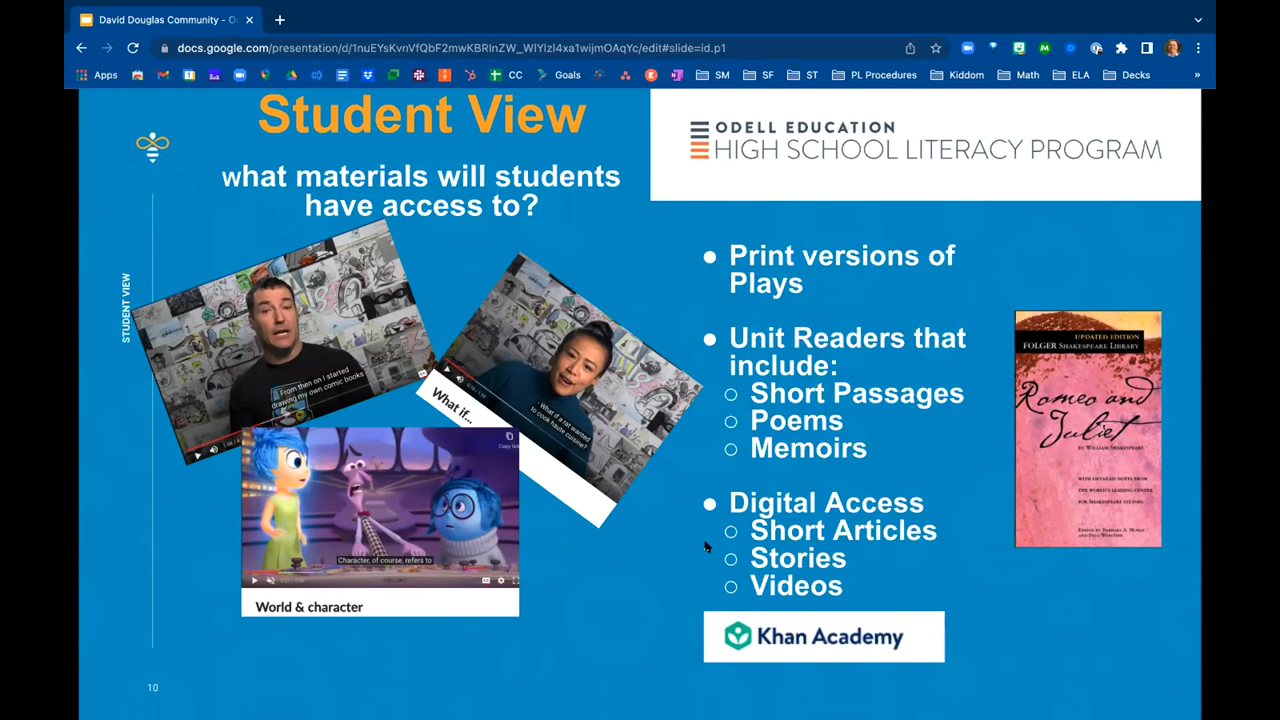 David Douglas Community - O
docs.google.com/presentation/d/1nuEYsKvnVfQbF2mwKBRInZW_WIYIzl4xa1wijmOAqYc/edit#slide=id.p1
Apps
CC
Goals
SM
SF
ST
PL Procedures
Kiddom
Math
ELA
Decks
»
Student View
what materials will students
have access to?
ODELL EDUCATION
HIGH SCHOOL LITERACY PROGRAM
STUDENT VIEW
From then on I started
drawing my own comic books
- What if a rat wanted
to cook haute cuisine?
What if...
Copy
Character, of course, refers to
World & character
● Print versions of
Plays
● Unit Readers that
include:
○ Short Passages
○ Poems
○ Memoirs
● Digital Access
○ Short Articles
○ Stories
○ Videos
Khan Academy
UPDATED EDITION
FOLGER SHAKESPEARE LIBRARY
Romeo and
Juliet
BY WILLIAM SHAKESPEARE
WITH DETAILED NOTES FROM
THE WORLD'S LEADING CENTER
FOR SHAKESPEARE STUDIES
10